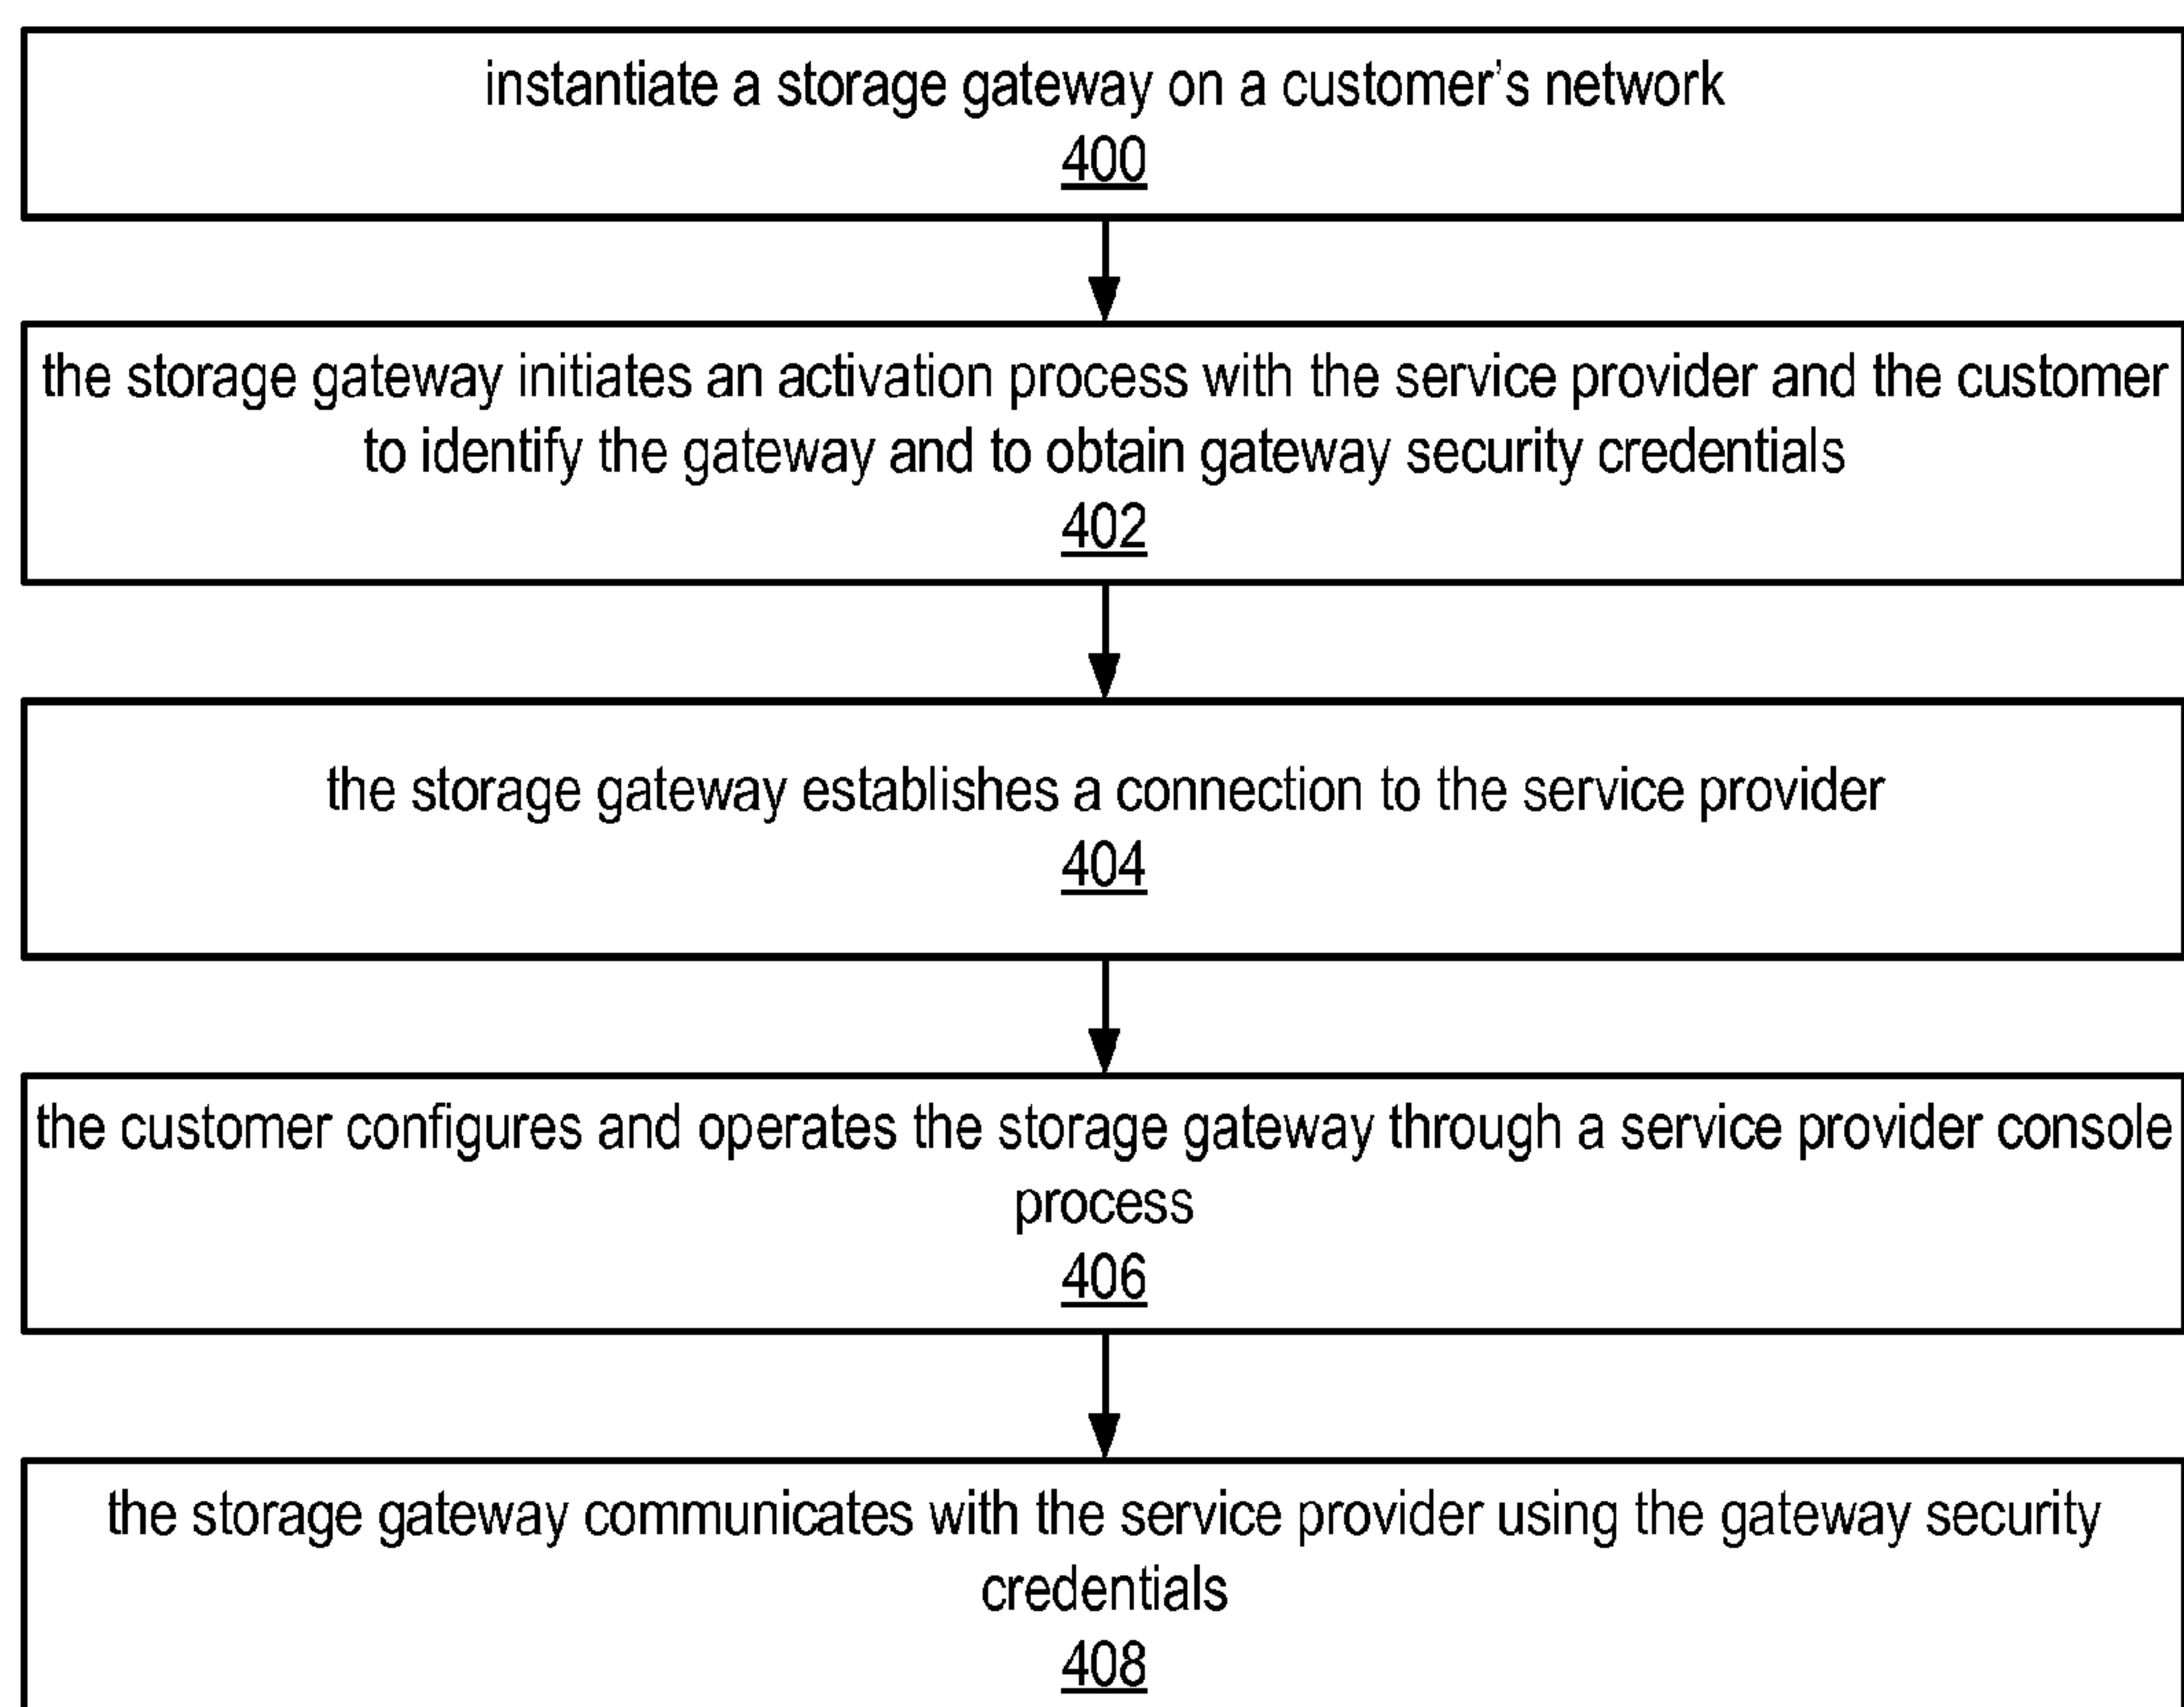 instantiate a storage gateway on a customer's network
400
the storage gateway initiates an activation process with the service provider and the customer
to identify the gateway and to obtain gateway security credentials
402
the storage gateway establishes a connection to the service provider
404
the customer configures and operates the storage gateway through a service provider console
process
406
the storage gateway communicates with the service provider using the gateway security
credentials
408